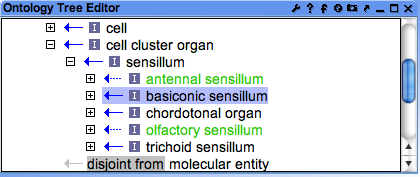 Ontology Tree Editor
I cell
I cell cluster organ
I sensillum
I antennal sensillum
I basiconic sensillum
I chordotonal organ
I olfactory sensillum
I trichoid sensillum
disjoint from molecular entity